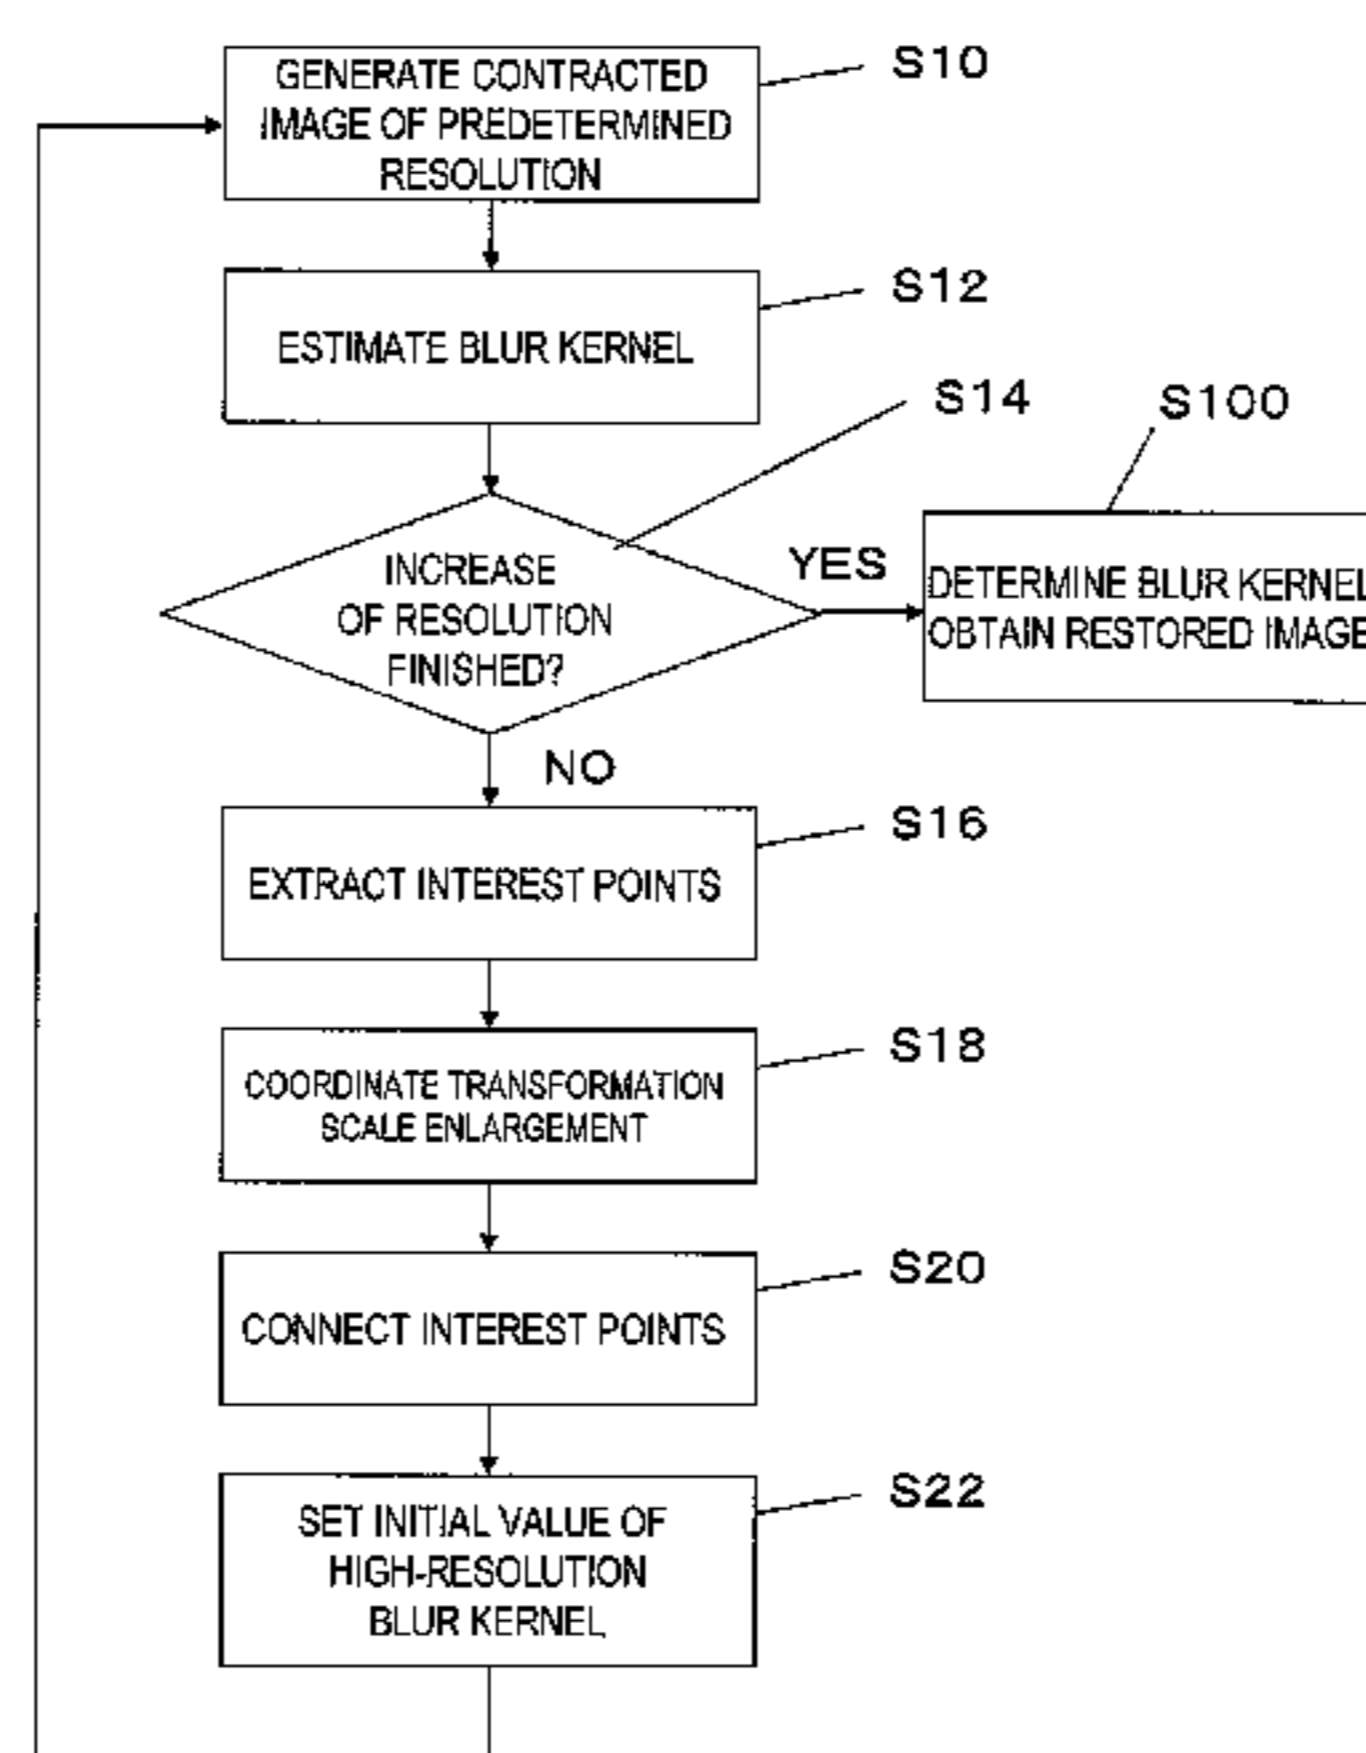 GENERATE CONTRACTED
IMAGE OF PREDETERMINED
RESOLUTION
S10
ESTIMATE BLUR KERNEL
S12
S14
S100
INCREASE
OF RESOLUTION
FINISHED?
YES
DETERMINE BLUR KERNEL
OBTAIN RESTORED IMAGE
NO
EXTRACT INTEREST POINTS
S16
COORDINATE TRANSFORMATION
SCALE ENLARGEMENT
S18
CONNECT INTEREST POINTS
S20
SET INITIAL VALUE OF
HIGH-RESOLUTION
BLUR KERNEL
S22